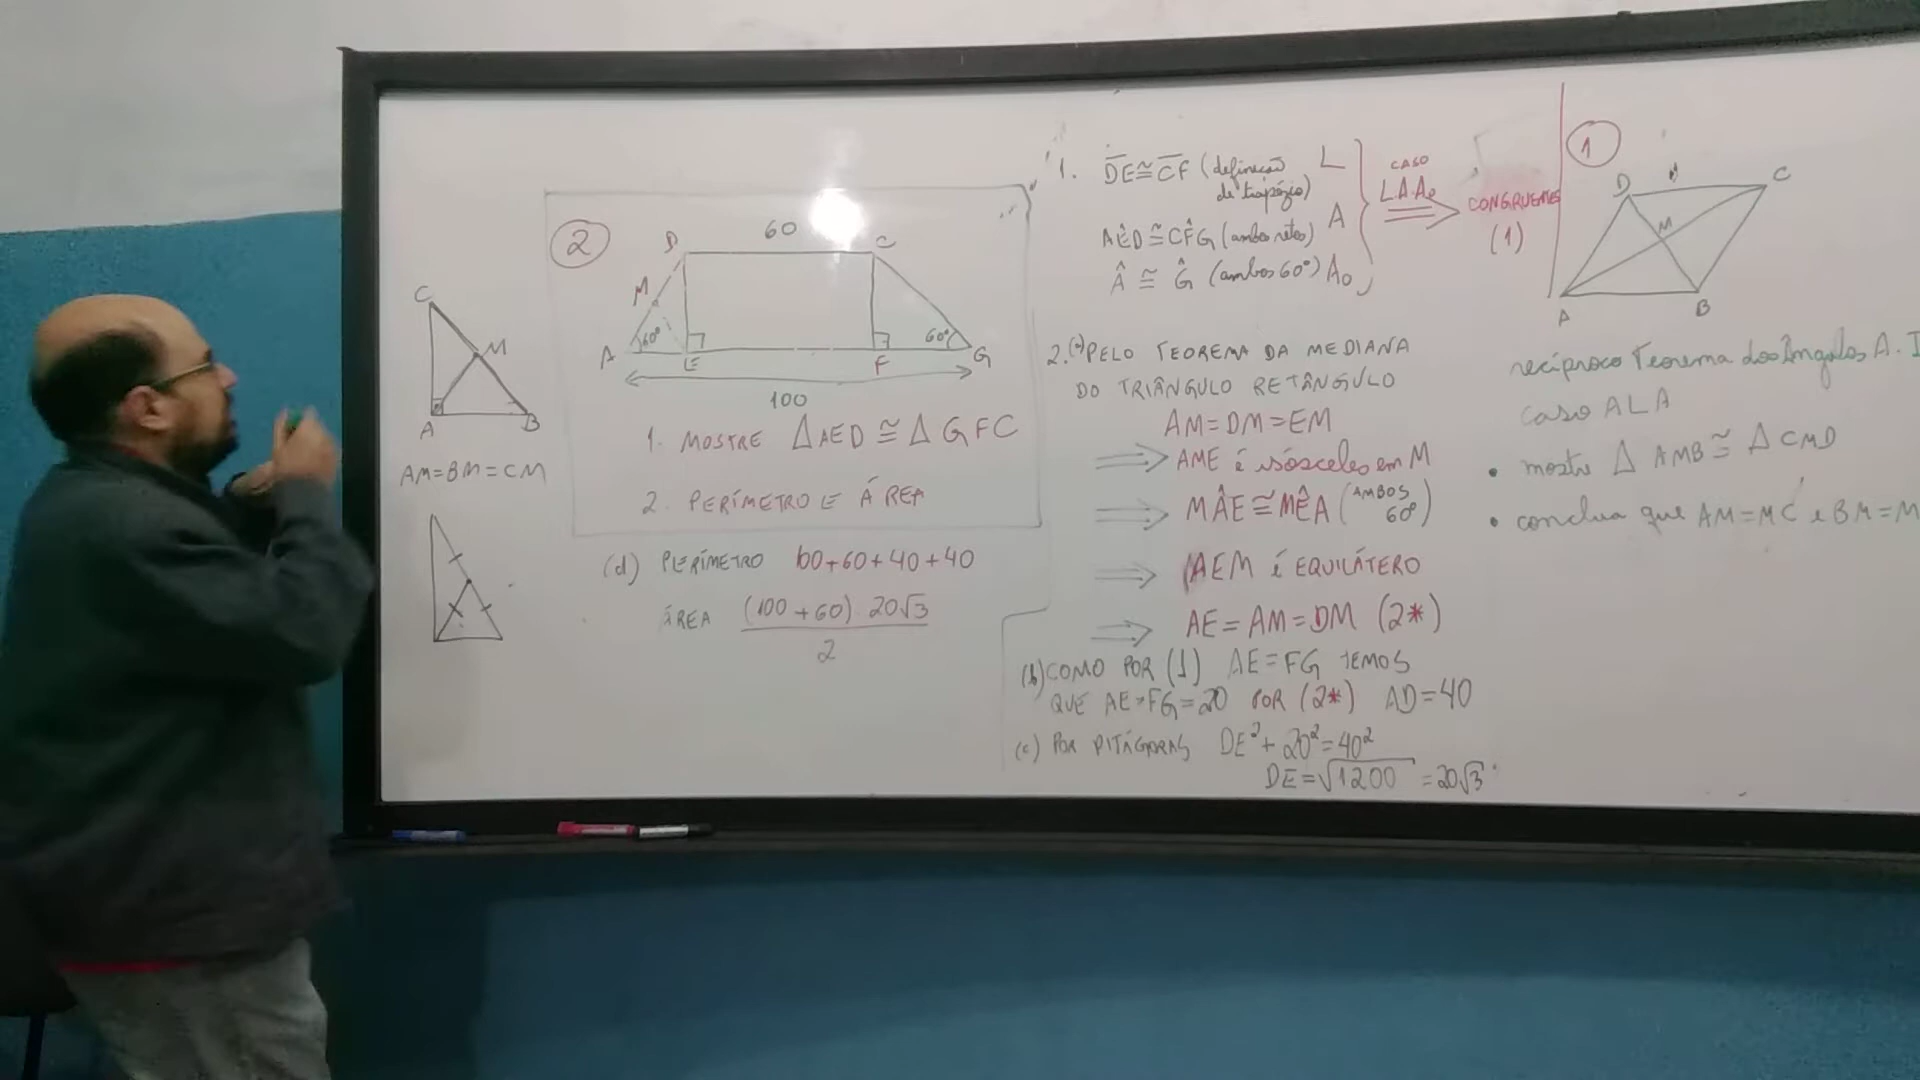 C
M
A
B
AM=BM=CM
2
60
D
C
M
A
60°
E
F
60°
G
100
1. MOSTRE ΔAED ≅ Δ GFC
2. PERÍMETRO E ÁREA
(d) PERÍMETRO 100+60+40+40
ÁREA (100+60) 20√3
2
1. DE≅CF (definição
de trapézio) L
AÊD ≅ CF̂G (ambos retos) A
Â ≅ Ĝ (ambos 60°) Ao
CASO
L.A.Ao
CONGRUENTES
(1)
2.(a) PELO TEOREMA DA MEDIANA
DO TRIÂNGULO RETÂNGULO
AM=DM=EM
⟹ AME é isósceles em M
⟹ MÂE≅MÊA (AMBOS
60°)
⟹ AEM é EQUILÁTERO
⟹ AE=AM=DM (2*)
(b) COMO POR (1) AE=FG TEMOS
QUE AE=FG=20 POR (2*) AD=40
(c) POR PITÁGORAS DE²+20²=40²
DE=√1200 =20√3
1
D
C
M
A
B
recíproco Teorema dos Ângulos A.I
caso ALA
• mostre Δ AMB ≅ Δ CMD
• conclua que AM=MC e BM=M